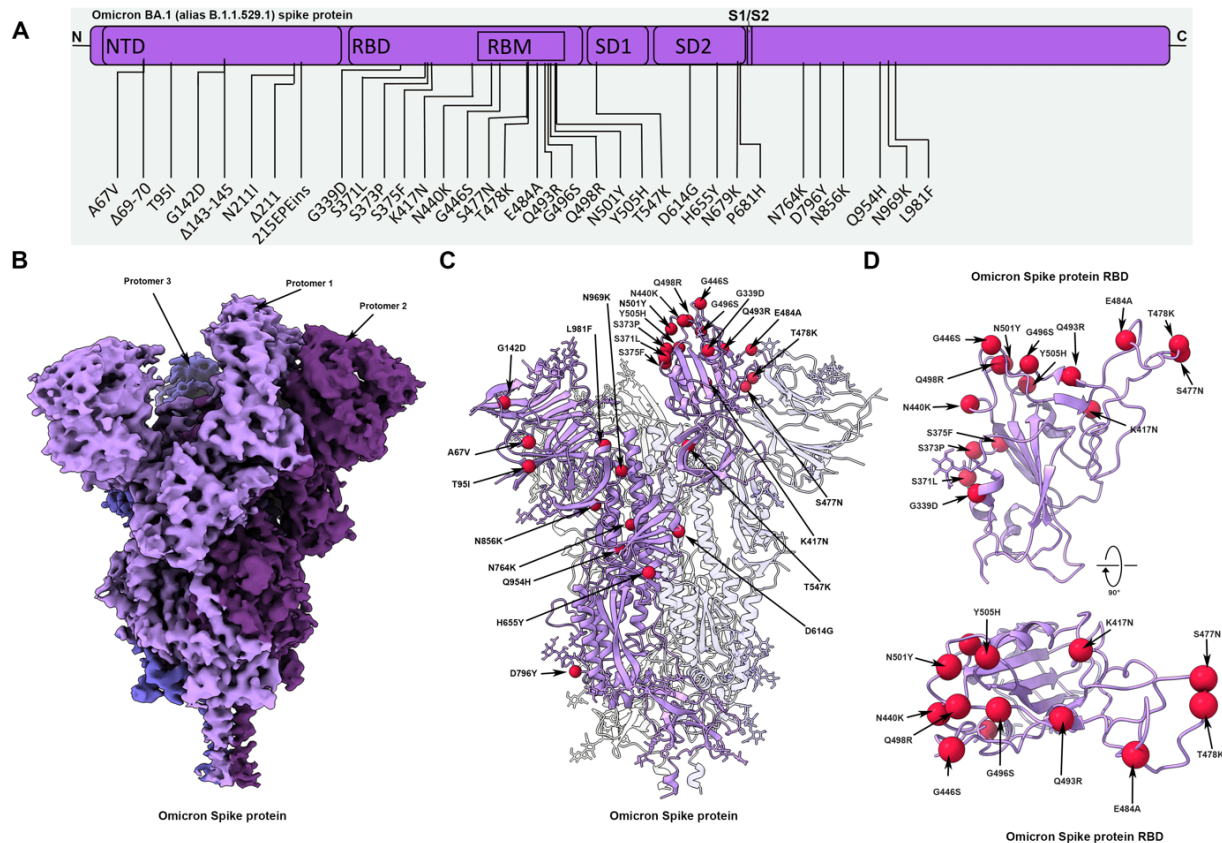 Omicron BA.1 (alias B.1.1.529.1) spike protein
S1/S2
A
N
NTD
RBD
RBM
SD1
SD2
C
A67V
Δ69-70
T95I
G142D
Δ143-145
N211I
Δ211
215EPEins
G339D
S371L
S373P
S375F
K417N
N440K
G446S
S477N
T478K
E484A
Q493R
G496S
Q498R
N501Y
Y505H
T547K
D614G
H655Y
N679K
P681H
N764K
D796Y
N856K
Q954H
N969K
L981F
B
Protomer 3
Protomer 1
Protomer 2
Omicron Spike protein
C
G446S
Q498R
N440K
G339D
N501Y
G496S
Y505H
Q493R
E484A
S373P
S371L
S375F
T478K
N969K
L981F
G142D
A67V
T95I
S477N
N856K
K417N
N764K
Q954H
T547K
H655Y
D614G
D796Y
Omicron Spike protein
D
Omicron Spike protein RBD
E484A
T478K
N501Y
G496S
Q493R
G446S
Y505H
Q498R
S477N
N440K
K417N
S375F
S373P
S371L
G339D
90°
Y505H
K417N
S477N
N501Y
N440K
Q498R
T478K
G446S
G496S
Q493R
E484A
Omicron Spike protein RBD